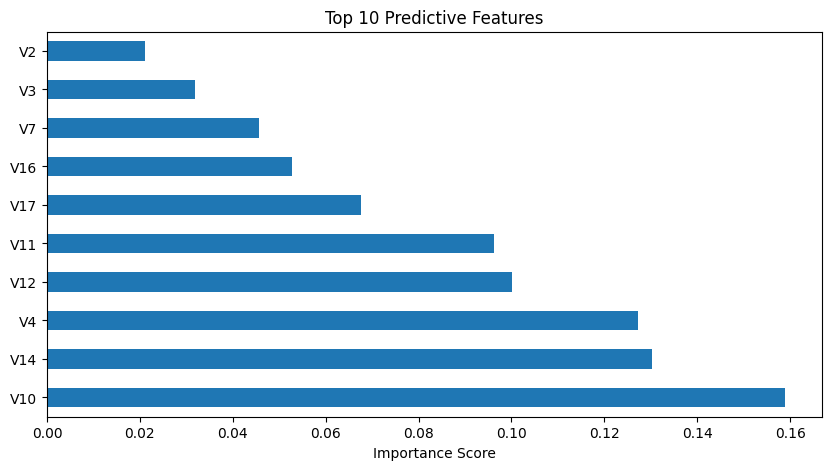 Top 10 Predictive Features
V2
V3
V7
V16
V17
V11
V12
V4
V14
V10
0.00 0.02 0.04 0.06 0.08 0.10 0.12 0.14 0.16
Importance Score